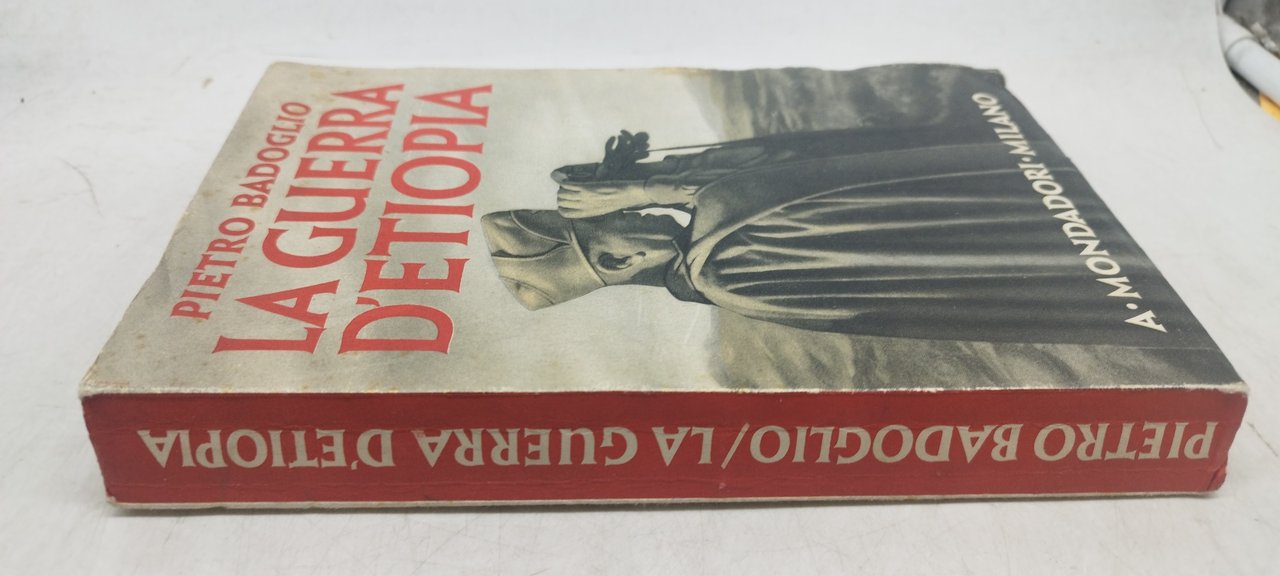 PIETRO BADOGLIO
LA GUERRA
D'ETIOPIA
A. MONDADORI · MILANO
PIETRO BADOGLIO / LA GUERRA D'ETIOPIA